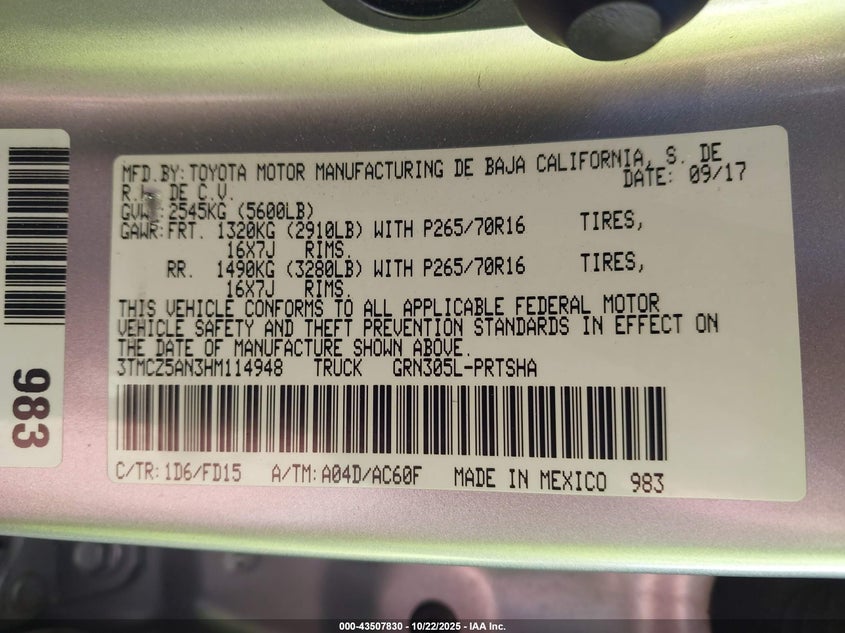 MFD.BY:TOYOTA MOTOR MANUFACTURING DE BAJA CALIFORNIA, S. DE
R.L. DE C.V. DATE: 09/17
GVWR:2545KG (5600LB)
GAWR:FRT. 1320KG (2910LB) WITH P265/70R16 TIRES,
16X7J RIMS.
RR. 1490KG (3280LB) WITH P265/70R16 TIRES,
16X7J RIMS.
THIS VEHICLE CONFORMS TO ALL APPLICABLE FEDERAL MOTOR
VEHICLE SAFETY AND THEFT PREVENTION STANDARDS IN EFFECT ON
THE DATE OF MANUFACTURE SHOWN ABOVE.
3TMCZ5AN3HM114948 TRUCK GRN305L-PRTSHA
C/TR:1D6/FD15 A/TM:A04D/AC60F MADE IN MEXICO 983
983
000-43507830 - 10/22/2025 - IAA Inc.